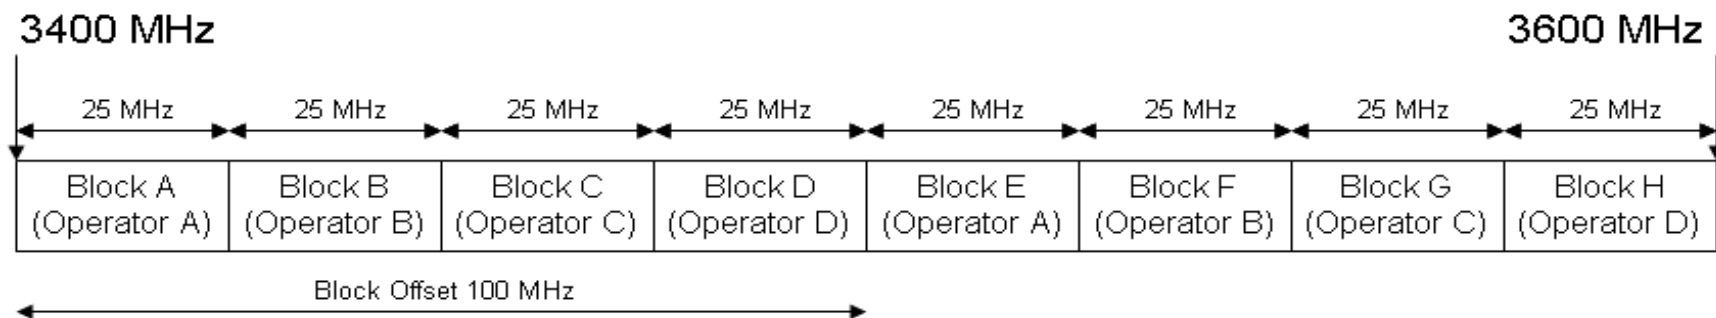 3400 MHz
3600 MHz
25 MHz
25 MHz
25 MHz
25 MHz
25 MHz
25 MHz
25 MHz
25 MHz
Block A
(Operator A)
Block B
(Operator B)
Block C
(Operator C)
Block D
(Operator D)
Block E
(Operator A)
Block F
(Operator B)
Block G
(Operator C)
Block H
(Operator D)
Block Offset 100 MHz